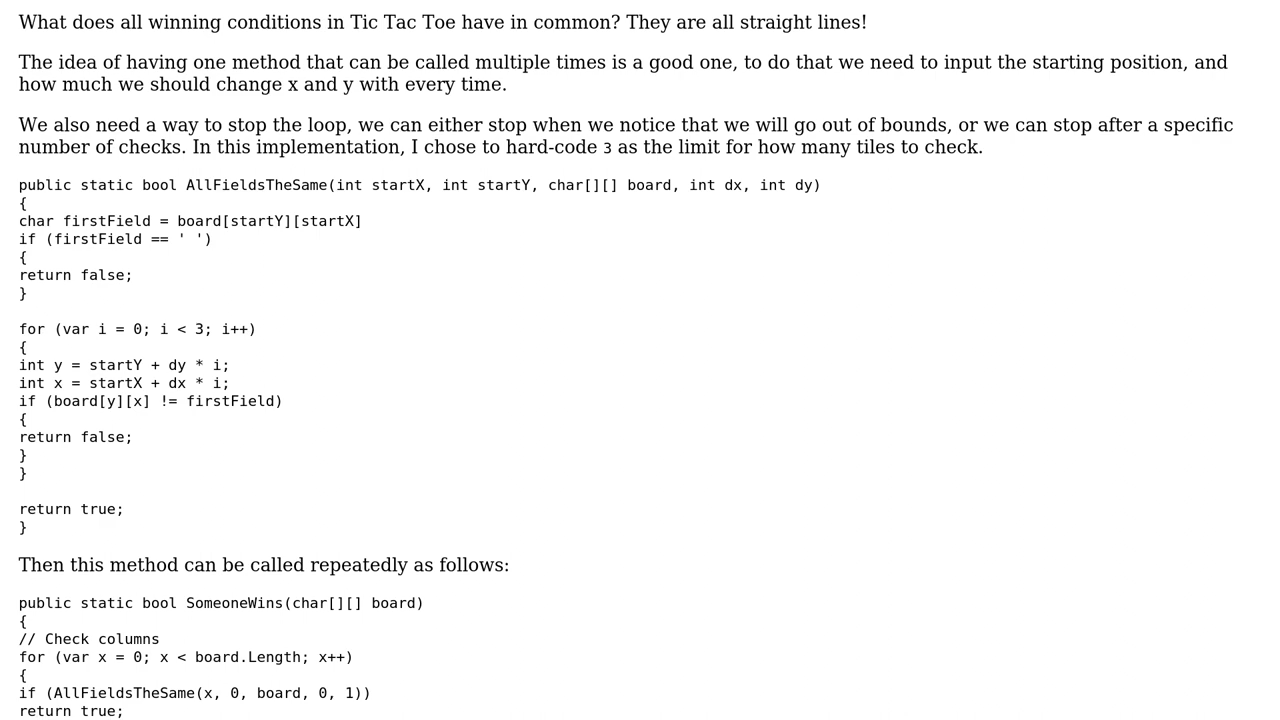 What does all winning conditions in Tic Tac Toe have in common? They are all straight lines!
The idea of having one method that can be called multiple times is a good one, to do that we need to input the starting position, and
how much we should change x and y with every time.
We also need a way to stop the loop, we can either stop when we notice that we will go out of bounds, or we can stop after a specific
number of checks. In this implementation, I chose to hard-code 3 as the limit for how many tiles to check.
public static bool AllFieldsTheSame(int startX, int startY, char[][] board, int dx, int dy)
{
char firstField = board[startY][startX]
if (firstField == ' ')
{
return false;
}
for (var i = 0; i < 3; i++)
{
int y = startY + dy * i;
int x = startX + dx * i;
if (board[y][x] != firstField)
{
return false;
}
}
return true;
}
Then this method can be called repeatedly as follows:
public static bool SomeoneWins(char[][] board)
{
// Check columns
for (var x = 0; x < board.Length; x++)
{
if (AllFieldsTheSame(x, 0, board, 0, 1))
return true;